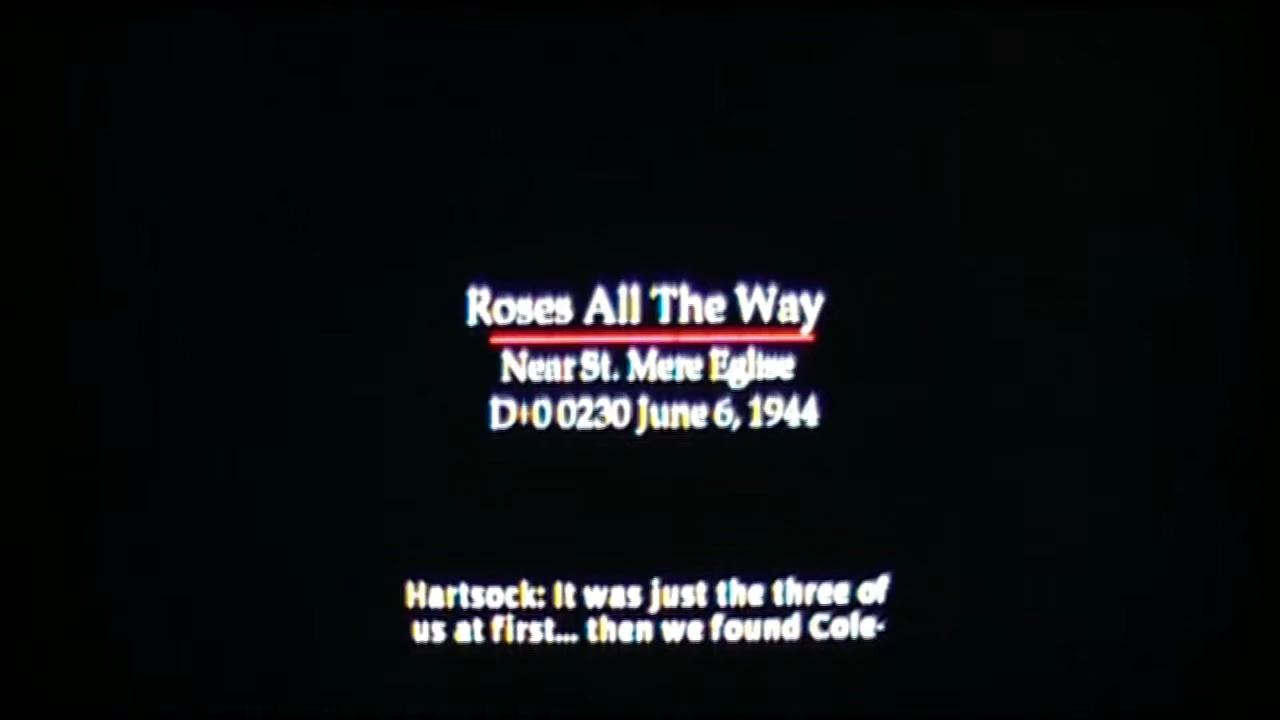 Roses All The Way
Near St. Mere Eglise
D+0 0230 June 6, 1944
Hartsock: It was just the three of
us at first... then we found Cole-